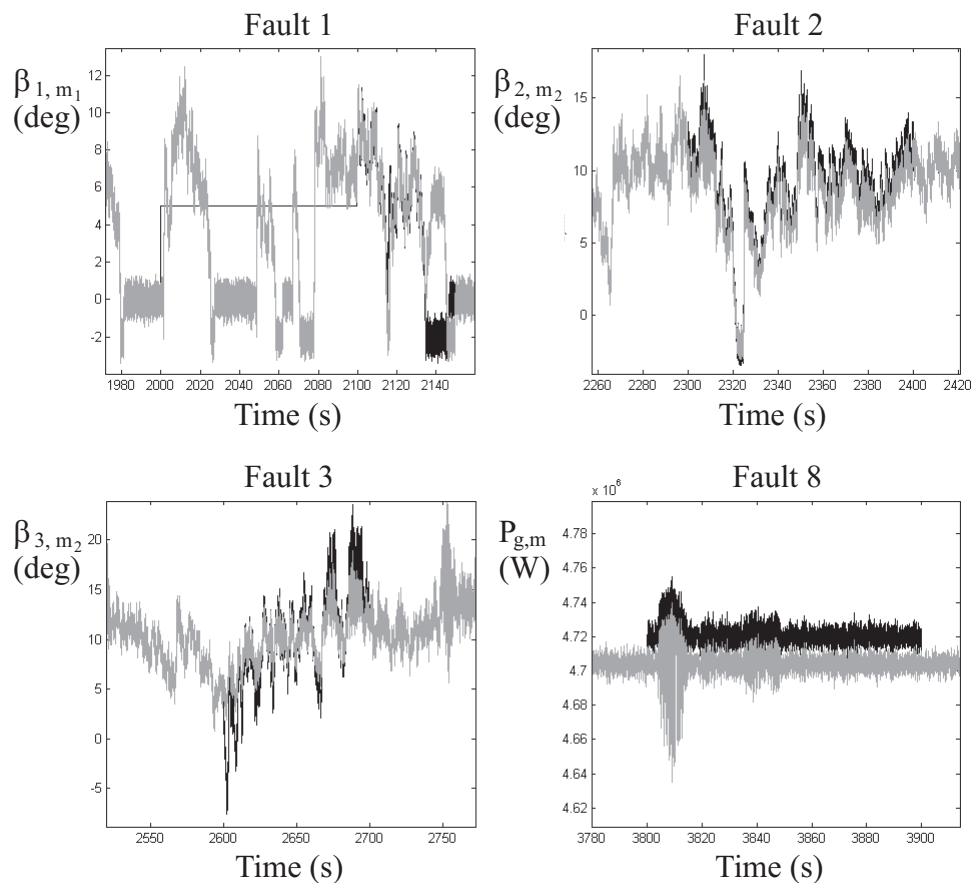 Fault 1
β1, m1
(deg)
12
10
8
6
4
2
0
-2
1980 2000 2020 2040 2060 2080 2100 2120 2140
Time (s)
Fault 2
β2, m2
(deg)
15
10
5
0
2260 2280 2300 2320 2340 2360 2380 2400 2420
Time (s)
Fault 3
β3, m2
(deg)
20
15
10
5
0
-5
2550 2600 2650 2700 2750
Time (s)
Fault 8
x 10^6
Pg,m
(W)
4.78
4.76
4.74
4.72
4.7
4.68
4.66
4.64
4.62
3780 3800 3820 3840 3860 3880 3900
Time (s)